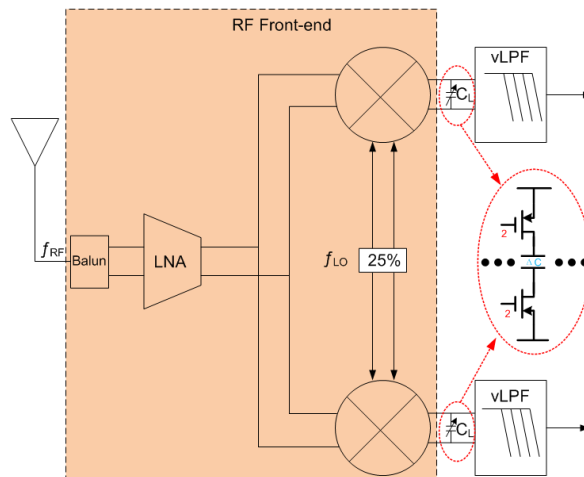 RF Front-end
vLPF
C_L
f_RF
Balun
LNA
f_LO
25%
2
ΔC
2
vLPF
C_L